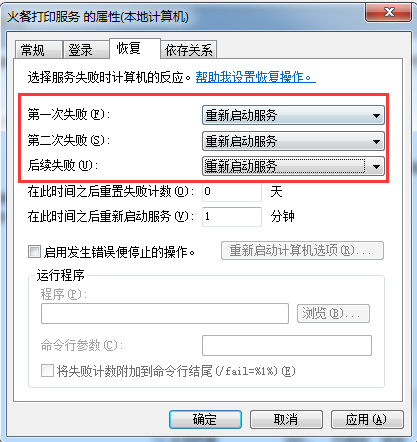 火餐打印服务 的属性(本地计算机)
常规 登录 恢复 依存关系
选择服务失败时计算机的反应。帮助我设置恢复操作。
第一次失败(F): 重新启动服务
第二次失败(S): 重新启动服务
后续失败(U): 重新启动服务
在此时间之后重置失败计数(O): 0 天
在此时间之后重新启动服务(V): 1 分钟
启用发生错误便停止的操作。 重新启动计算机选项(R)...
运行程序
程序(P):
浏览(B)...
命令行参数(C):
将失败计数附加到命令行结尾(/fail=%1%)(E)
确定 取消 应用(A)